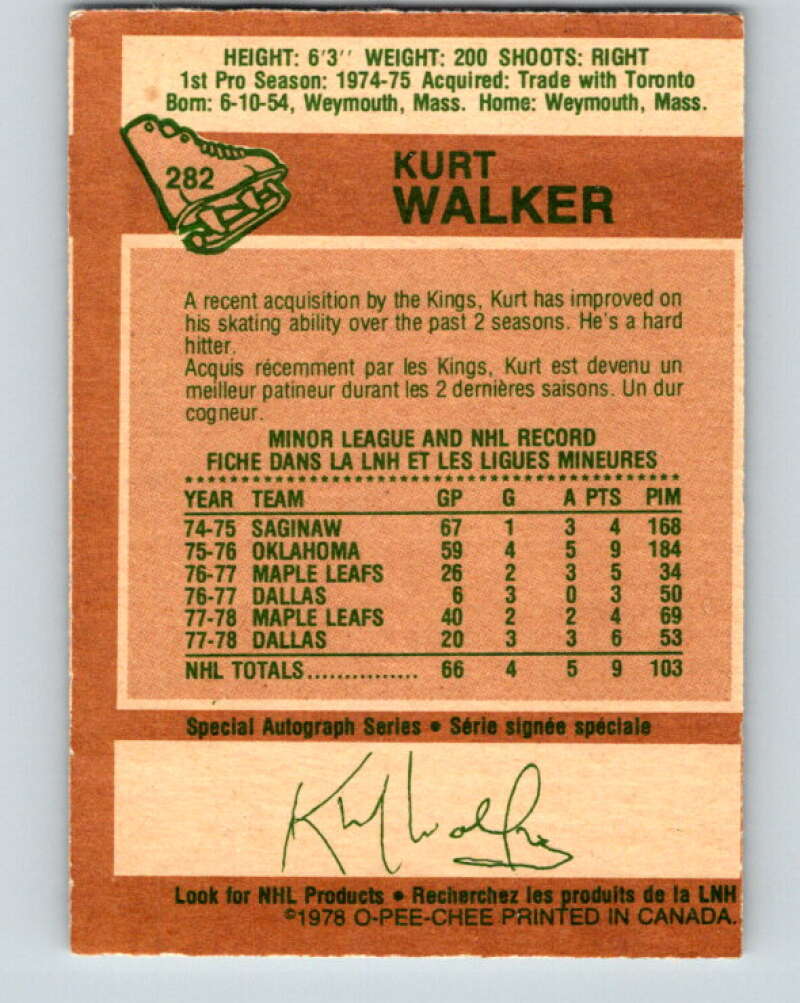 HEIGHT: 6'3'' WEIGHT: 200 SHOOTS: RIGHT
1st Pro Season: 1974-75 Acquired: Trade with Toronto
Born: 6-10-54, Weymouth, Mass. Home: Weymouth, Mass.
282
KURT
WALKER
A recent acquisition by the Kings, Kurt has improved on
his skating ability over the past 2 seasons. He's a hard
hitter.
Acquis récemment par les Kings, Kurt est devenu un
meilleur patineur durant les 2 dernières saisons. Un dur
cogneur.
MINOR LEAGUE AND NHL RECORD
FICHE DANS LA LNH ET LES LIGUES MINEURES
YEAR TEAM GP G A PTS PIM
74-75 SAGINAW 67 1 3 4 168
75-76 OKLAHOMA 59 4 5 9 184
76-77 MAPLE LEAFS 26 2 3 5 34
76-77 DALLAS 6 3 0 3 50
77-78 MAPLE LEAFS 40 2 2 4 69
77-78 DALLAS 20 3 3 6 53
NHL TOTALS............... 66 4 5 9 103
Special Autograph Series • Série signée spéciale
Kurt Walker
Look for NHL Products • Recherchez les produits de la LNH
©1978 O-PEE-CHEE PRINTED IN CANADA.